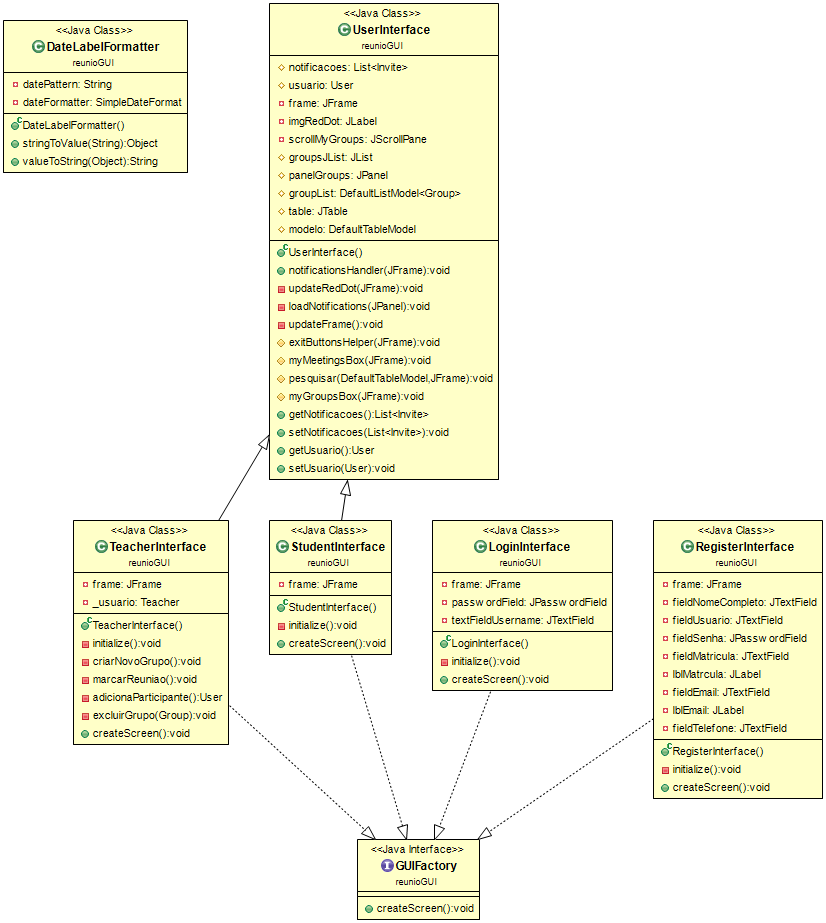 <<Java Class>>
DateLabelFormatter
reunioGUI
datePattern: String
dateFormatter: SimpleDateFormat
DateLabelFormatter()
stringToValue(String):Object
valueToString(Object):String
<<Java Class>>
UserInterface
reunioGUI
notificacoes: List<Invite>
usuario: User
frame: JFrame
imgRedDot: JLabel
scrollMyGroups: JScrollPane
groupsJList: JList
panelGroups: JPanel
groupList: DefaultListModel<Group>
table: JTable
modelo: DefaultTableModel
UserInterface()
notificationsHandler(JFrame):void
updateRedDot(JFrame):void
loadNotifications(JPanel):void
updateFrame():void
exitButtonsHelper(JFrame):void
myMeetingsBox(JFrame):void
pesquisar(DefaultTableModel,JFrame):void
myGroupsBox(JFrame):void
getNotificacoes():List<Invite>
setNotificacoes(List<Invite>):void
getUsuario():User
setUsuario(User):void
<<Java Class>>
TeacherInterface
reunioGUI
frame: JFrame
_usuario: Teacher
TeacherInterface()
initialize():void
criarNovoGrupo():void
marcarReuniao():void
adicionaParticipante():User
excluirGrupo(Group):void
createScreen():void
<<Java Class>>
StudentInterface
reunioGUI
frame: JFrame
StudentInterface()
initialize():void
createScreen():void
<<Java Class>>
LoginInterface
reunioGUI
frame: JFrame
passwordField: JPasswordField
textFieldUsername: JTextField
LoginInterface()
initialize():void
createScreen():void
<<Java Class>>
RegisterInterface
reunioGUI
frame: JFrame
fieldNomeCompleto: JTextField
fieldUsuario: JTextField
fieldSenha: JPasswordField
fieldMatricula: JTextField
lblMatrcula: JLabel
fieldEmail: JTextField
lblEmail: JLabel
fieldTelefone: JTextField
RegisterInterface()
initialize():void
createScreen():void
<<Java Interface>>
GUIFactory
reunioGUI
createScreen():void